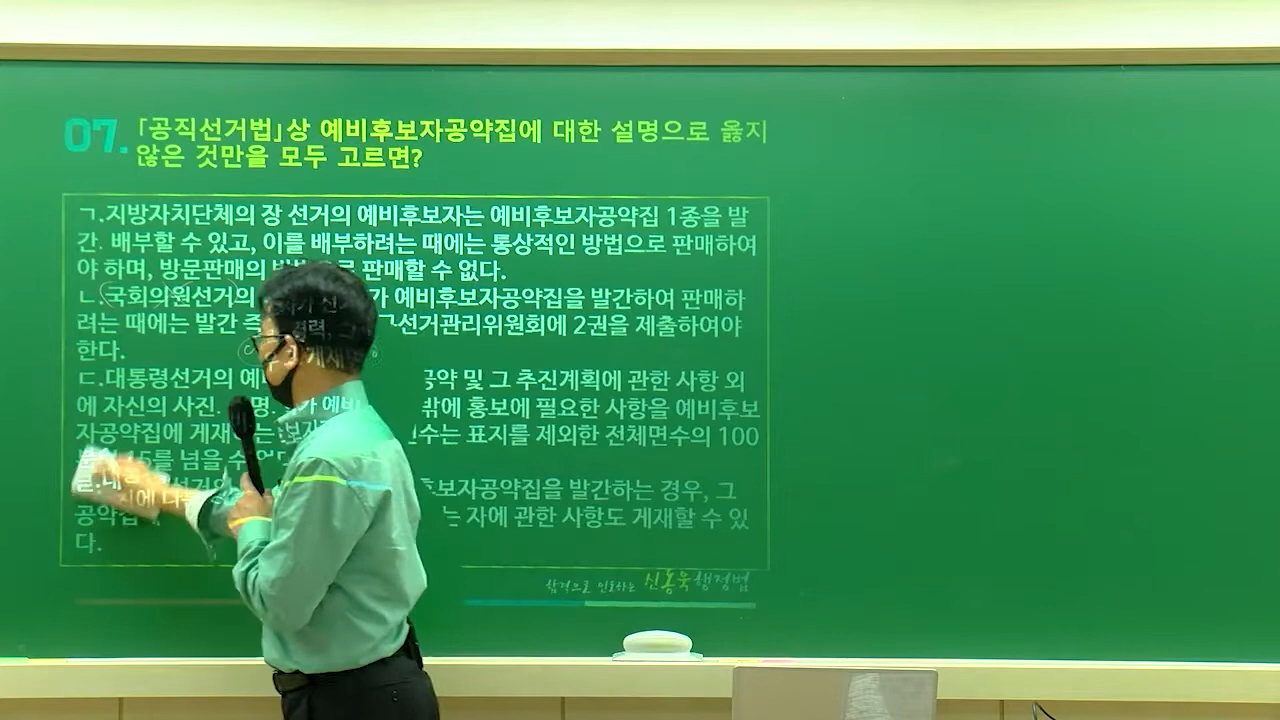 07. 「공직선거법」상 예비후보자공약집에 대한 설명으로 옳지
않은 것만을 모두 고르면?
ㄱ.지방자치단체의 장 선거의 예비후보자는 예비후보자공약집 1종을 발
간. 배부할 수 있고, 이를 배부하려는 때에는 통상적인 방법으로 판매하여
야 하며, 방문판매의 판매할 수 없다.
ㄴ.국회의원선거의 예비후보자공약집을 발간하여 판매하
려는 때에는 발간 즉 선거관리위원회에 2권을 제출하여야
한다.
ㄷ.대통령선거의 및 그 추진계획에 관한 사항 외
에 자신의 사진. 밖에 홍보에 필요한 사항을 예비후보
자공약집에 표지를 제외한 전체면수의 100
15를 넘을 수
보자공약집을 발간하는 경우, 그
공약집 는 자에 관한 사항도 게재할 수 있
다.
합격으로 인도하는 신동욱행정법